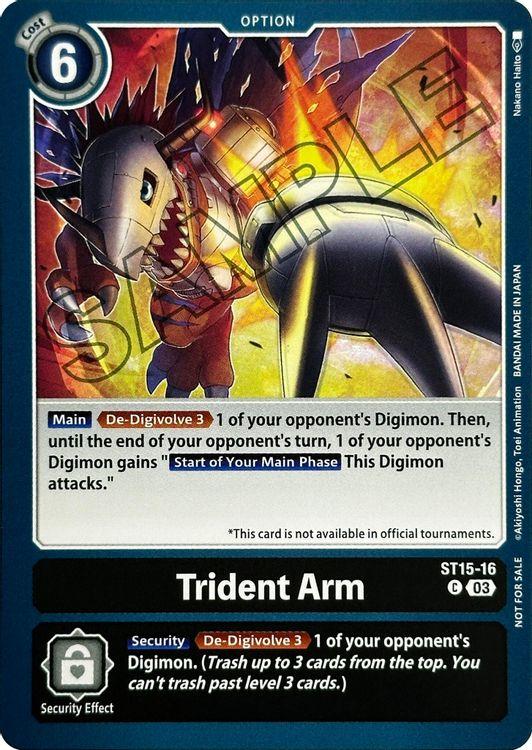 OPTION
Cost
6
SAMPLE
Nakano Haito
Main De-Digivolve 3 1 of your opponent's Digimon. Then,
until the end of your opponent's turn, 1 of your opponent's
Digimon gains "Start of Your Main Phase This Digimon
attacks."
*This card is not available in official tournaments.
©Akiyoshi Hongo, Toei Animation BANDAI MADE IN JAPAN
NOT FOR SALE
ST15-16
Trident Arm
C 03
Security De-Digivolve 3 1 of your opponent's
Digimon. (Trash up to 3 cards from the top. You
can't trash past level 3 cards.)
Security Effect